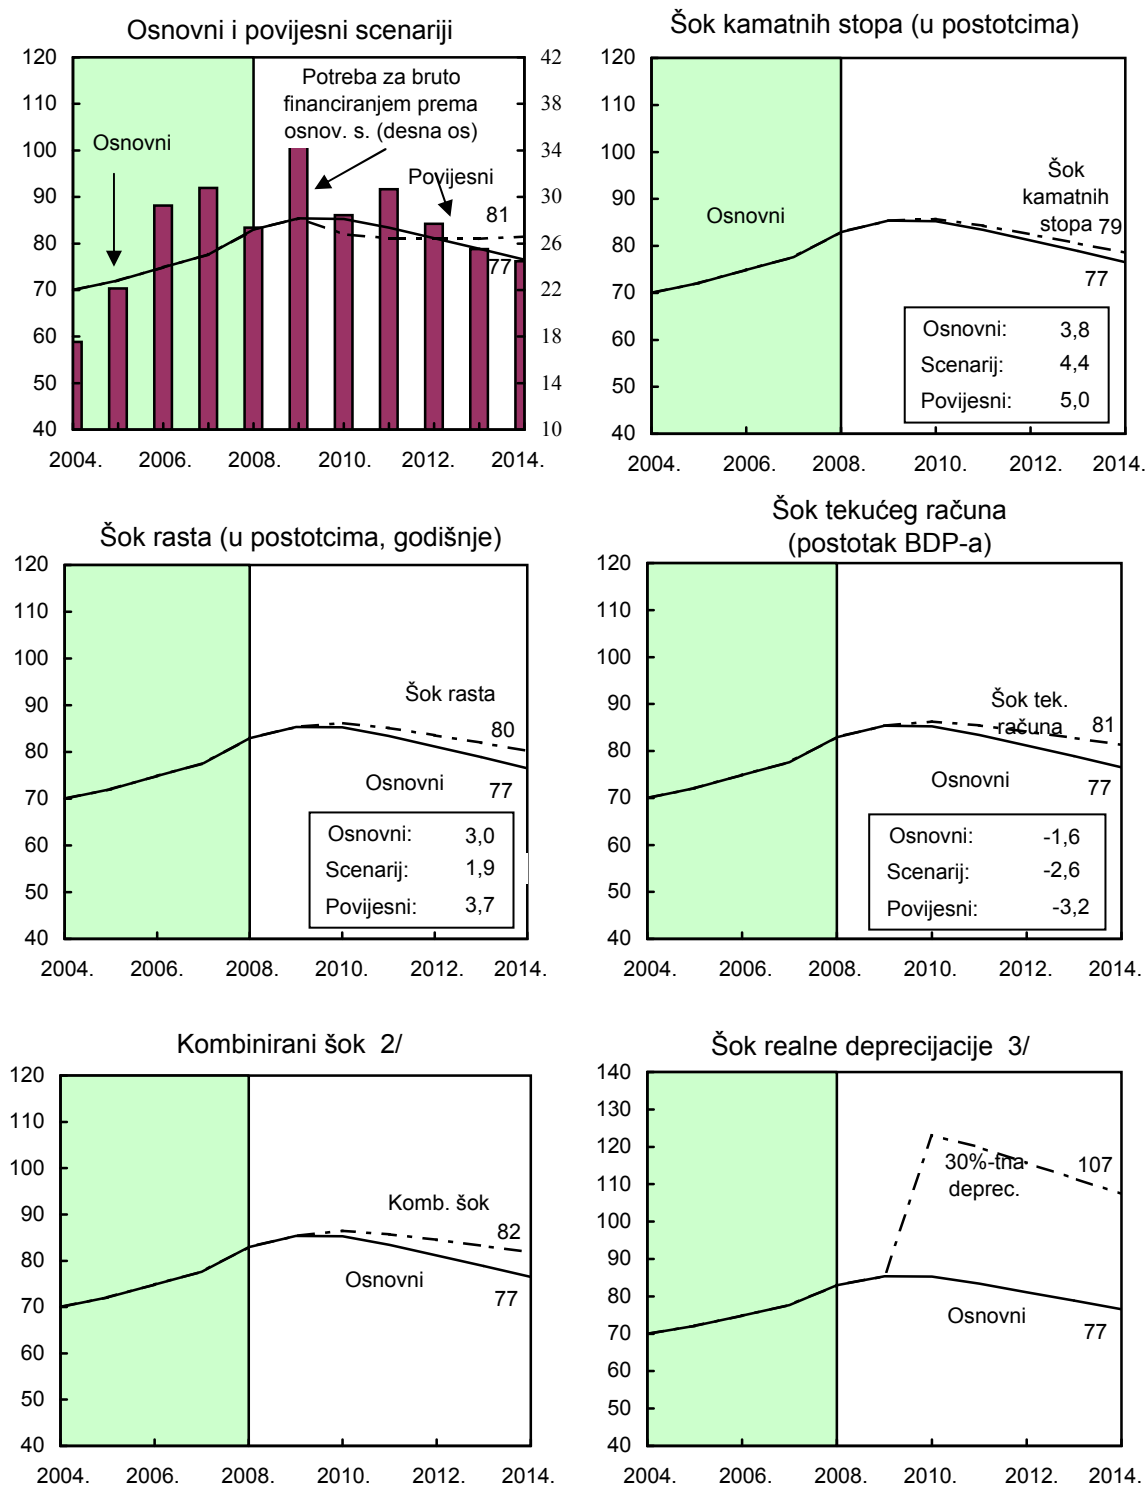 Osnovni i povijesni scenariji
120
110
100
90
80
70
60
50
40
42
38
34
30
26
22
18
14
10
Potreba za bruto
financiranjem prema
osnov. s. (desna os)
Osnovni
Povijesni
81
77
2004. 2006. 2008. 2010. 2012. 2014.
Šok kamatnih stopa (u postotcima)
120
110
100
90
80
70
60
50
40
Osnovni
Šok
kamatnih
stopa 79
77
Osnovni: 3,8
Scenarij: 4,4
Povijesni: 5,0
2004. 2006. 2008. 2010. 2012. 2014.
Šok rasta (u postotcima, godišnje)
120
110
100
90
80
70
60
50
40
Šok rasta
80
Osnovni 77
Osnovni: 3,0
Scenarij: 1,9
Povijesni: 3,7
2004. 2006. 2008. 2010. 2012. 2014.
Šok tekućeg računa
(postotak BDP-a)
120
110
100
90
80
70
60
50
40
Šok tek.
računa 81
Osnovni 77
Osnovni: -1,6
Scenarij: -2,6
Povijesni: -3,2
2004. 2006. 2008. 2010. 2012. 2014.
Kombinirani šok 2/
120
110
100
90
80
70
60
50
40
Komb. šok
82
Osnovni
77
2004. 2006. 2008. 2010. 2012. 2014.
Šok realne deprecijacije 3/
140
130
120
110
100
90
80
70
60
50
40
30%-tna 107
deprec.
Osnovni
77
2004. 2006. 2008. 2010. 2012. 2014.